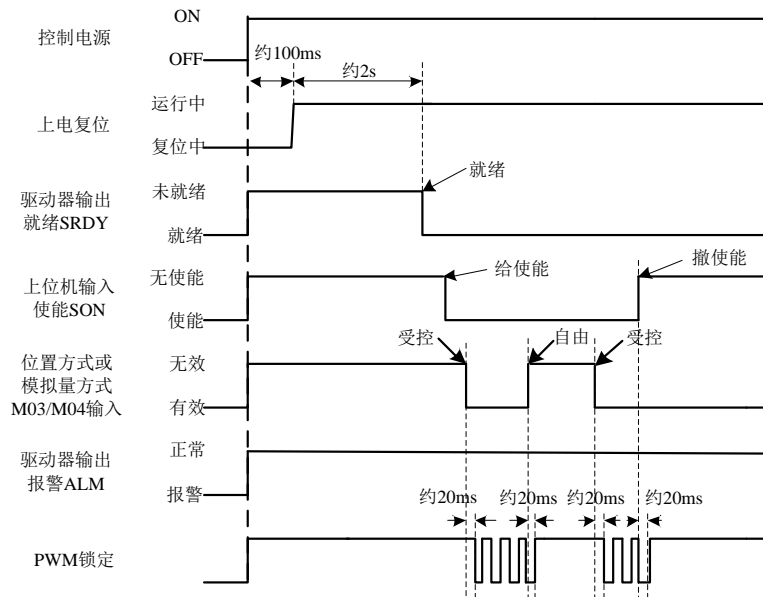 控制电源
ON
OFF
约100ms
约2s
上电复位
运行中
复位中
驱动器输出
就绪SRDY
未就绪
就绪
就绪
上位机输入
使能SON
无使能
使能
给使能
撤使能
位置方式或
模拟量方式
M03/M04输入
无效
有效
受控
自由
受控
驱动器输出
报警ALM
正常
报警
约20ms
约20ms
约20ms
约20ms
PWM锁定